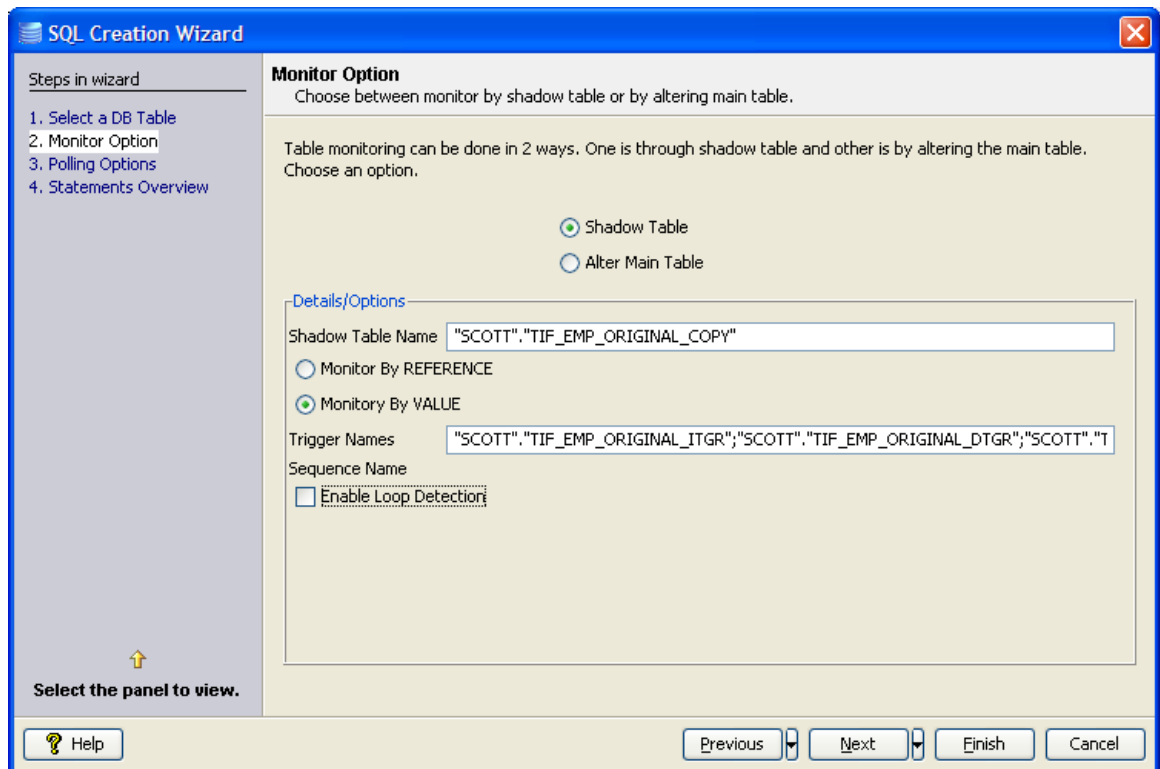 SQL Creation Wizard
Steps in wizard
1. Select a DB Table
2. Monitor Option
3. Polling Options
4. Statements Overview
Select the panel to view.
Monitor Option
Choose between monitor by shadow table or by altering main table.
Table monitoring can be done in 2 ways. One is through shadow table and other is by altering the main table.
Choose an option.
Shadow Table
Alter Main Table
Details/Options
Shadow Table Name "SCOTT"."TIF_EMP_ORIGINAL_COPY"
Monitor By REFERENCE
Monitory By VALUE
Trigger Names "SCOTT"."TIF_EMP_ORIGINAL_ITGR";"SCOTT"."TIF_EMP_ORIGINAL_DTGR";"SCOTT"."T
Sequence Name
Enable Loop Detection
Help Previous Next Finish Cancel